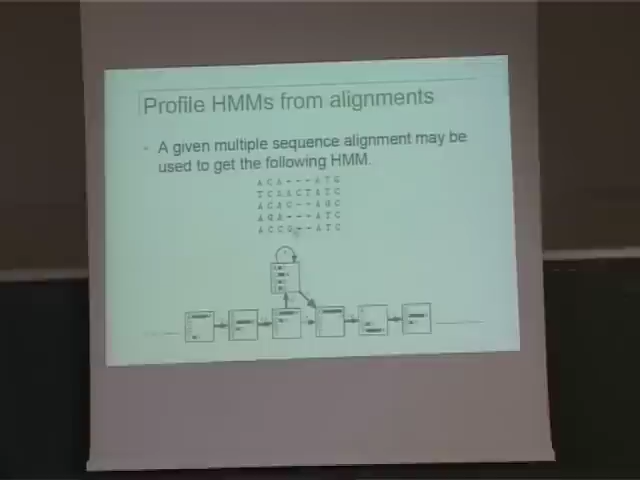 Profile HMMs from alignments
- A given multiple sequence alignment may be
used to get the following HMM.
A C A - - - A T G
T C A A C T A T C
A C A C - - A G C
A G A - - - A T C
A C C G - - A T C